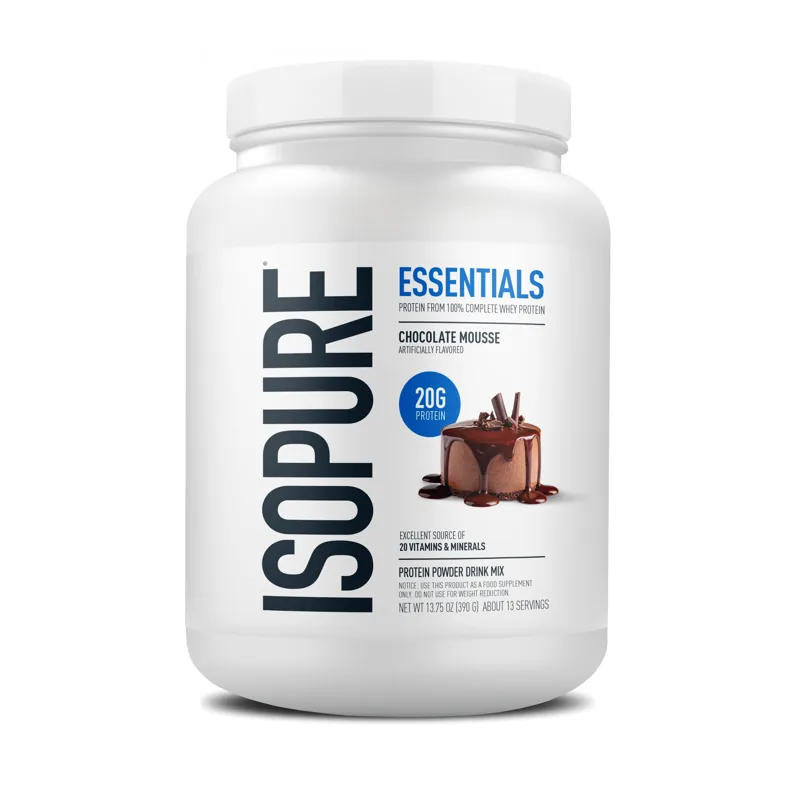 ISOPURE
ESSENTIALS
PROTEIN FROM 100% COMPLETE WHEY PROTEIN
CHOCOLATE MOUSSE
ARTIFICIALLY FLAVORED
20G
PROTEIN
EXCELLENT SOURCE OF
20 VITAMINS & MINERALS
PROTEIN POWDER DRINK MIX
NOTICE: USE THIS PRODUCT AS A FOOD SUPPLEMENT
ONLY. DO NOT USE FOR WEIGHT REDUCTION.
NET WT 13.75 OZ (390 G) ABOUT 13 SERVINGS